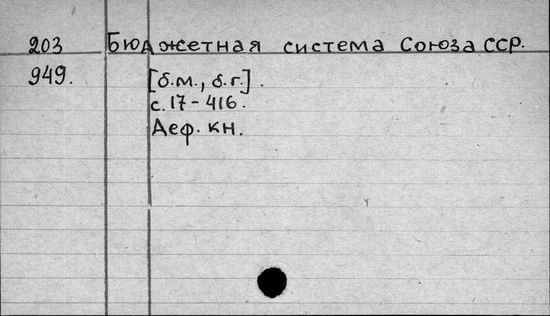 203 Бюджетная система Союза ССР.
949. [б.м., б.г.].
с. 17-416.
Деф. кн.